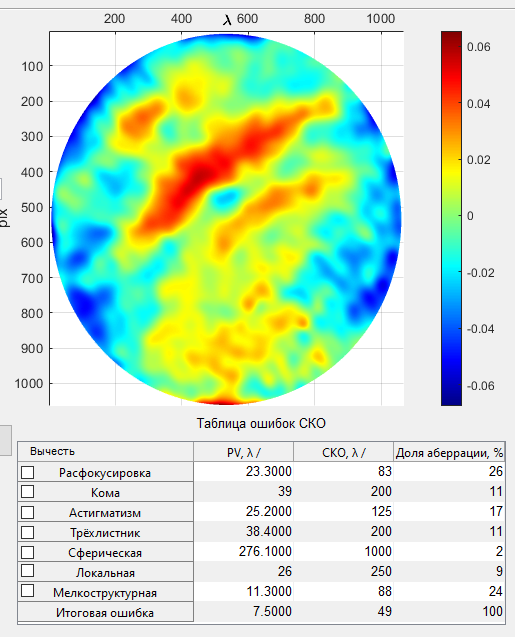 200 400 λ 600 800 1000
100
200
300
400
500
600
700
800
900
1000
pix
0.06
0.04
0.02
0
-0.02
-0.04
-0.06
Таблица ошибок СКО
Вычесть PV, λ / СКО, λ / Доля аберрации, %
Расфокусировка 23.3000 83 26
Кома 39 200 11
Астигматизм 25.2000 125 17
Трёхлистник 38.4000 200 11
Сферическая 276.1000 1000 2
Локальная 26 250 9
Мелкоструктурная 11.3000 88 24
Итоговая ошибка 7.5000 49 100